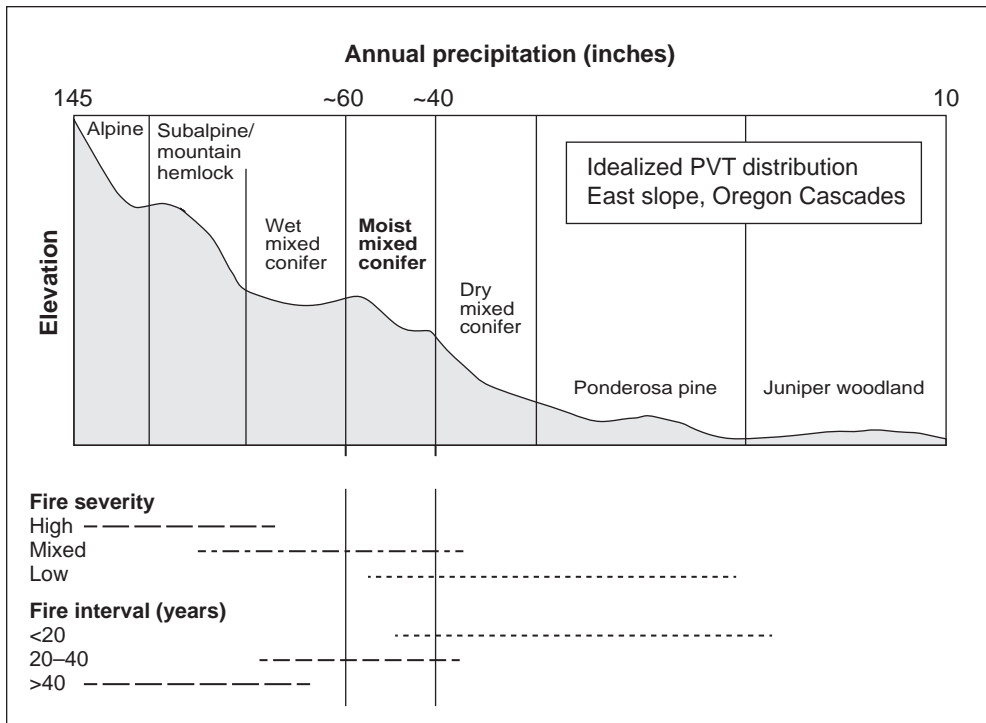 Annual precipitation (inches)
145
~60
~40
10
Alpine
Subalpine/
mountain
hemlock
Wet
mixed
conifer
Moist
mixed
conifer
Dry
mixed
conifer
Ponderosa pine
Juniper woodland
Idealized PVT distribution
East slope, Oregon Cascades
Elevation
Fire severity
High
Mixed
Low
Fire interval (years)
<20
20–40
>40